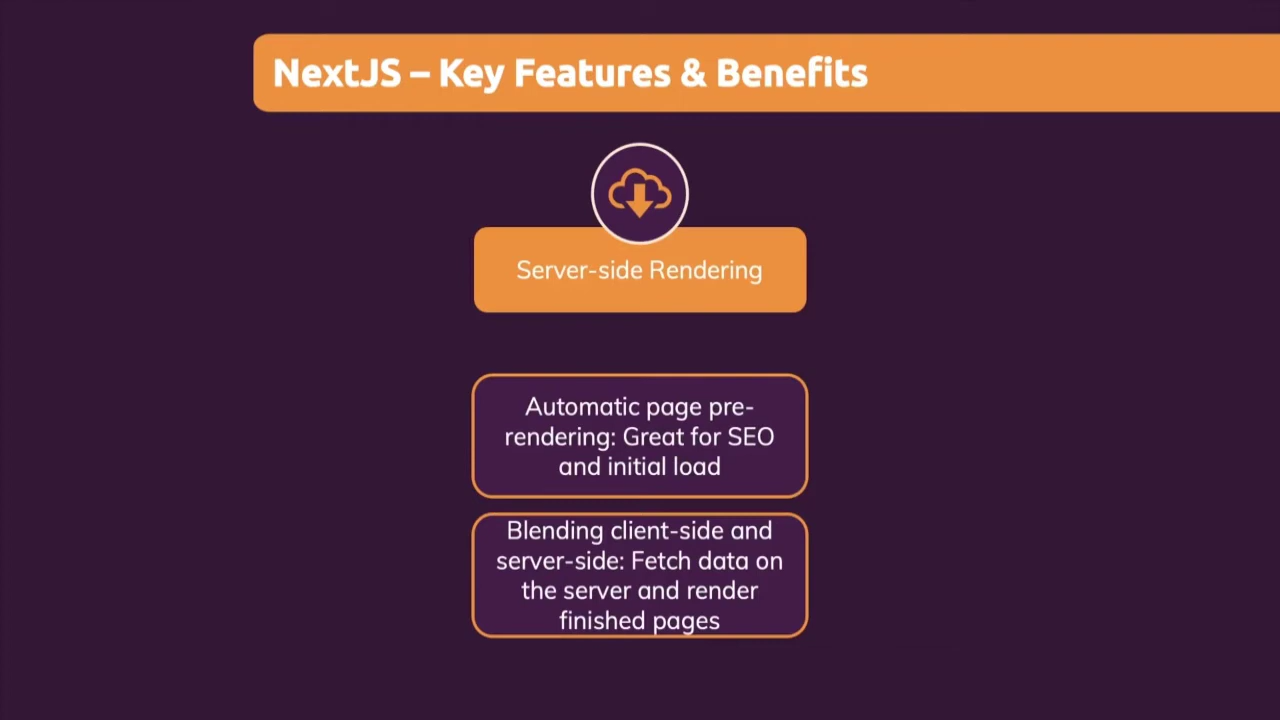 NextJS – Key Features & Benefits
Server-side Rendering
Automatic page pre-
rendering: Great for SEO
and initial load
Blending client-side and
server-side: Fetch data on
the server and render
finished pages